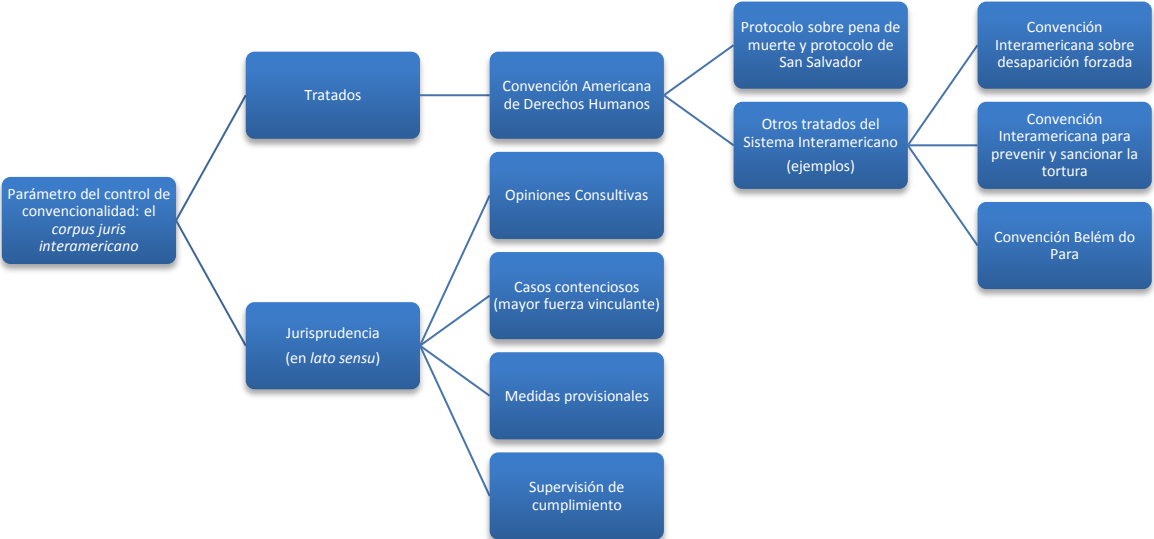 Parámetro del control de
convencionalidad: el
corpus juris
interamericano
Tratados
Convención Americana
de Derechos Humanos
Protocolo sobre pena de
muerte y protocolo de
San Salvador
Otros tratados del
Sistema Interamericano
(ejemplos)
Convención
Interamericana sobre
desaparición forzada
Convención
Interamericana para
prevenir y sancionar la
tortura
Convención Belém do
Para
Jurisprudencia
(en lato sensu)
Opiniones Consultivas
Casos contenciosos
(mayor fuerza vinculante)
Medidas provisionales
Supervisión de
cumplimiento